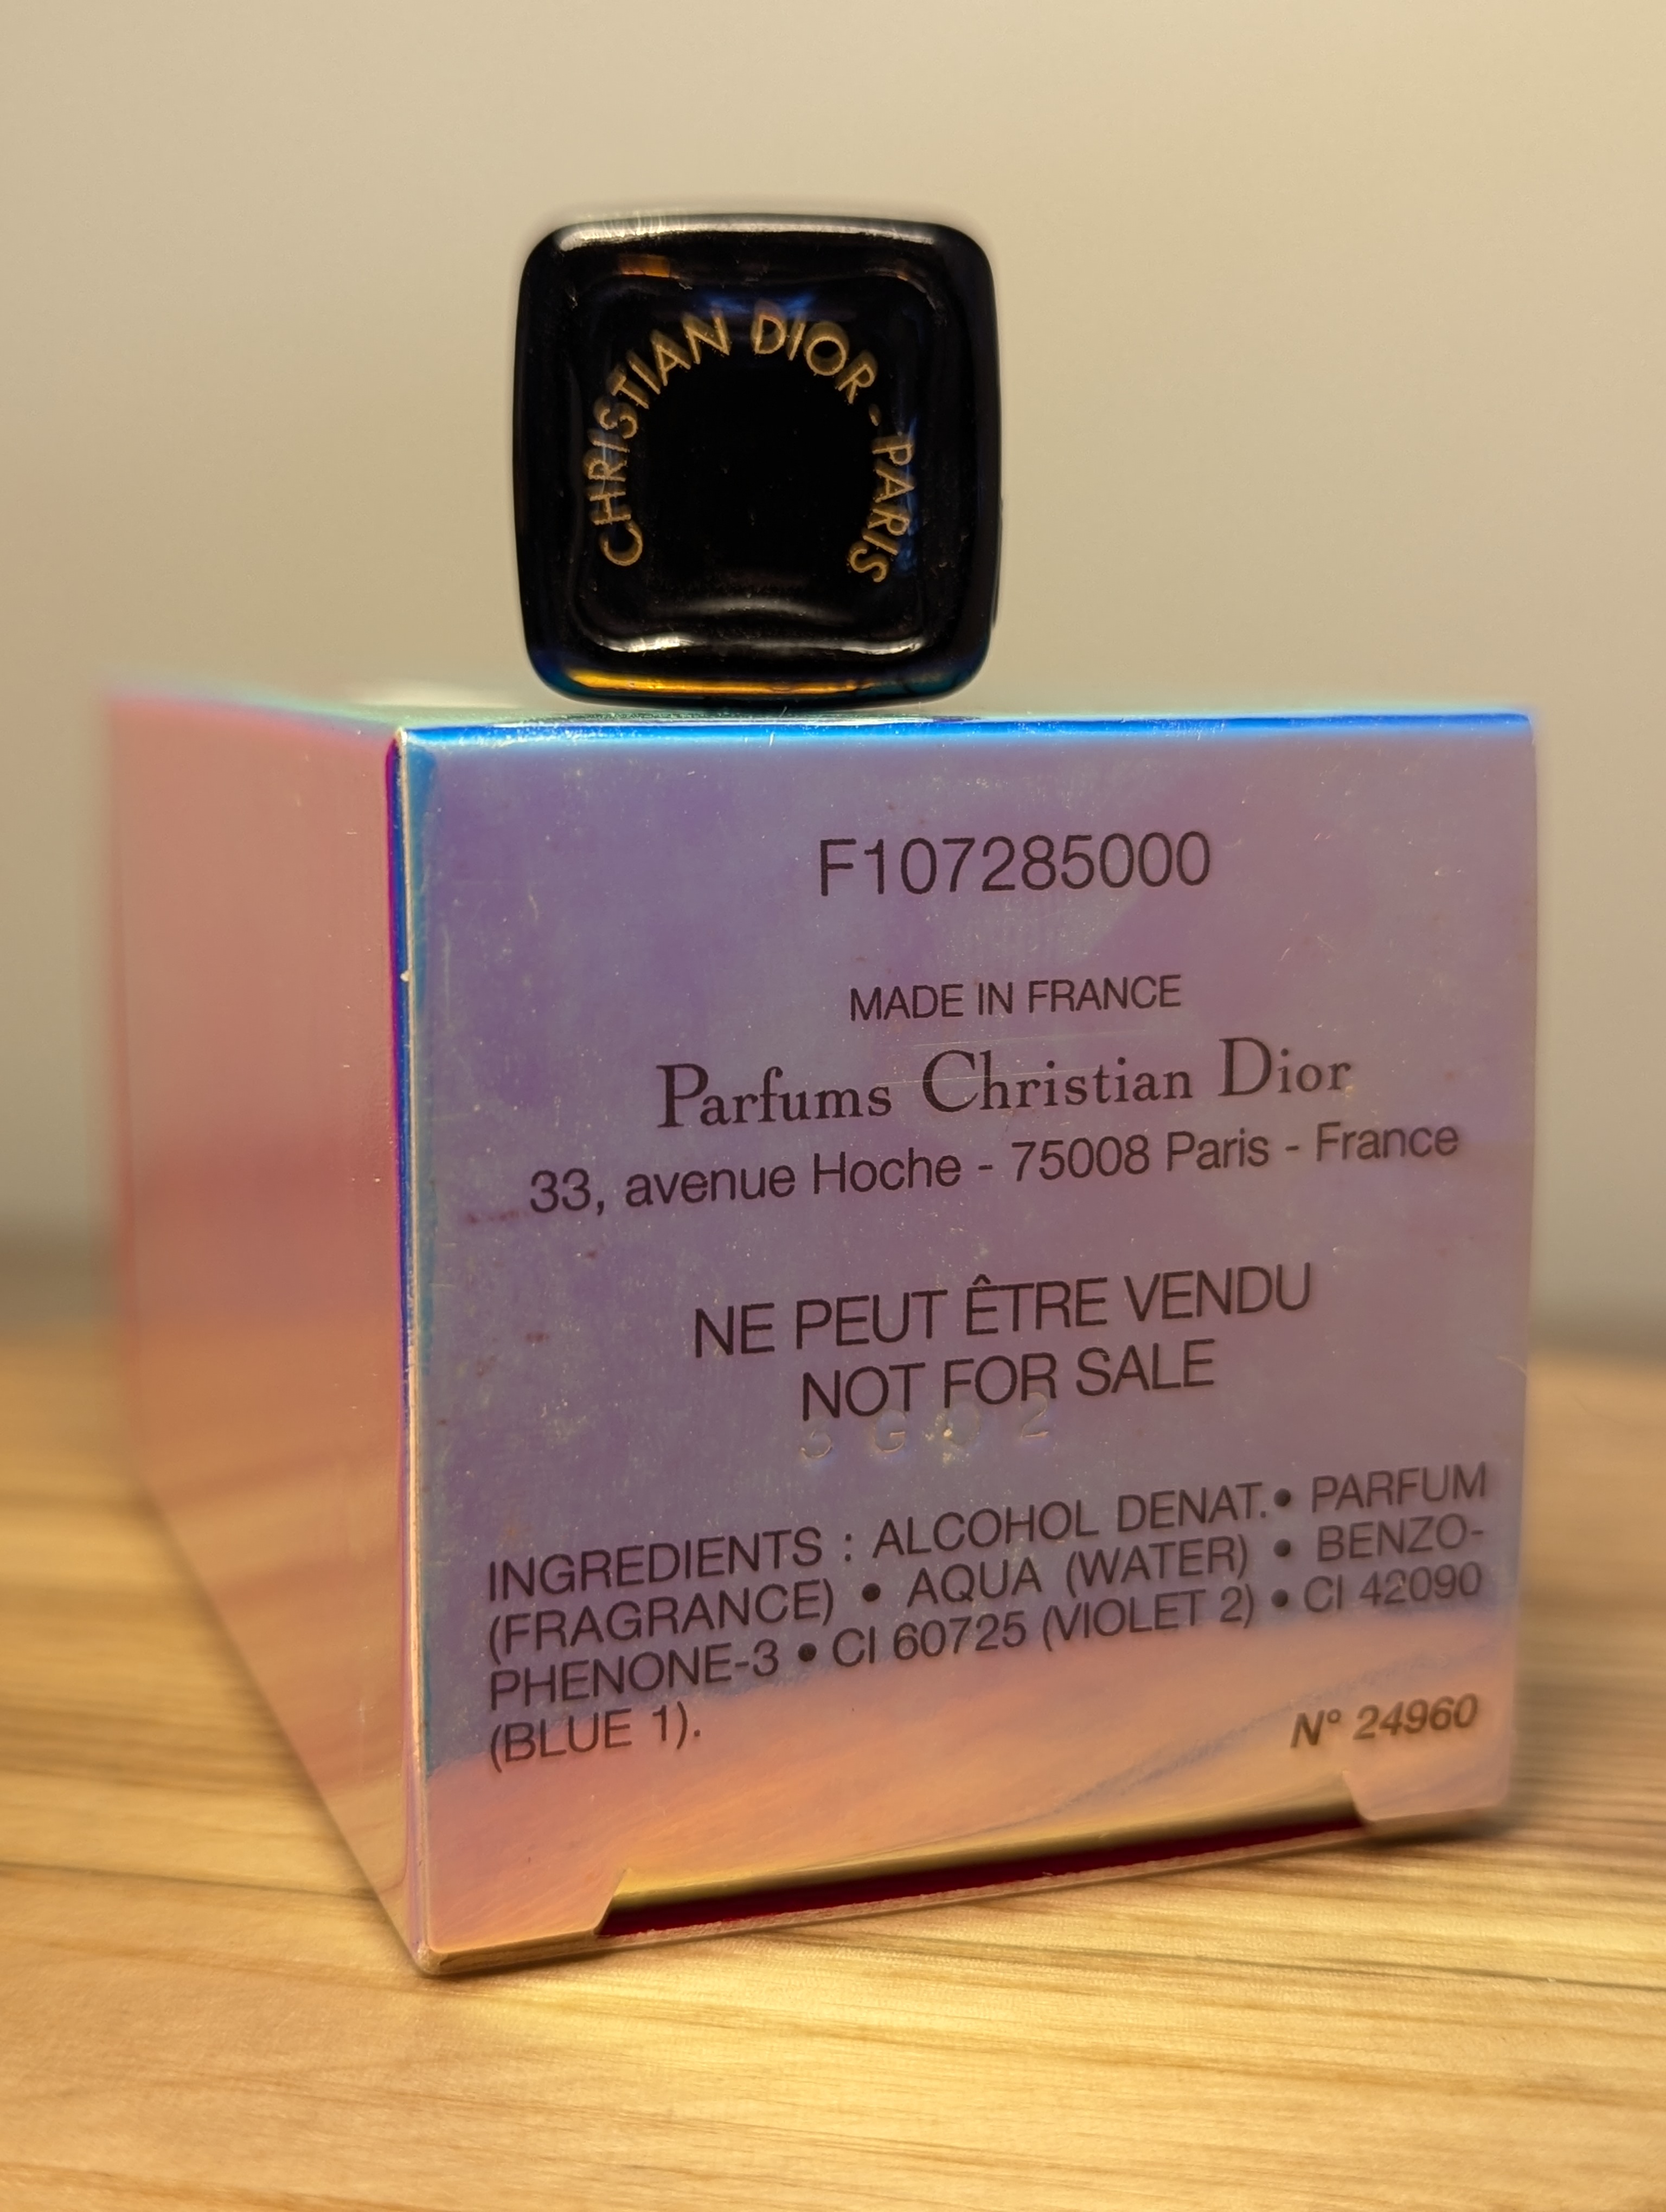 CHRISTIAN DIOR - PARIS
F107285000
MADE IN FRANCE
Parfums Christian Dior
33, avenue Hoche - 75008 Paris - France
NE PEUT ÊTRE VENDU
NOT FOR SALE
INGREDIENTS : ALCOHOL DENAT.• PARFUM
(FRAGRANCE) • AQUA (WATER) • BENZO-
PHENONE-3 • CI 60725 (VIOLET 2) • CI 42090
(BLUE 1).
N° 24960